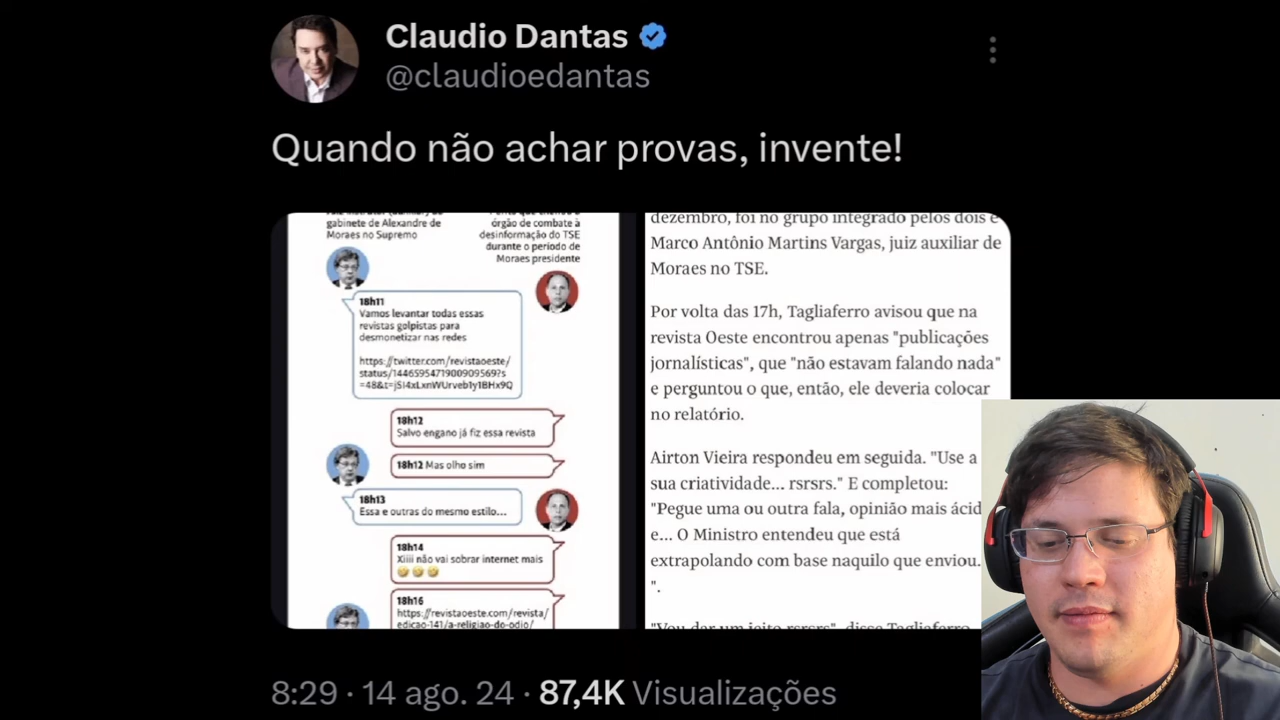 Claudio Dantas
@claudioedantas
Quando não achar provas, invente!
gabinete de Alexandre de
Moraes no Supremo
órgão de combate à
desinformação do TSE
durante o período de
Moraes presidente
18h11
Vamos levantar todas essas
revistas golpistas para
desmonetizar nas redes
https://twitter.com/revistaoeste/
18h12
Salvo engano já fiz essa revista
18h12 Mas olho sim
18h13
Essa e outras do mesmo estilo...
18h14
Xiiii não vai sobrar internet mais
🤣 🤣 🤣
18h16
https://revistaoeste.com/revista/
edicao-141/a-religiao-do-odio/
dezembro, foi no grupo integrado pelos dois e
Marco Antônio Martins Vargas, juiz auxiliar de
Moraes no TSE.
Por volta das 17h, Tagliaferro avisou que na
revista Oeste encontrou apenas "publicações
jornalísticas", que "não estavam falando nada"
e perguntou o que, então, ele deveria colocar
no relatório.
Airton Vieira respondeu em seguida. "Use a
sua criatividade... rsrsrs." E completou:
"Pegue uma ou outra fala, opinião mais ácid
e... O Ministro entendeu que está
extrapolando com base naquilo que enviou.
".
"Vou dar um jeito rsrsrs", disse Tagliaferro
8:29 · 14 ago. 24 · 87,4K Visualizações